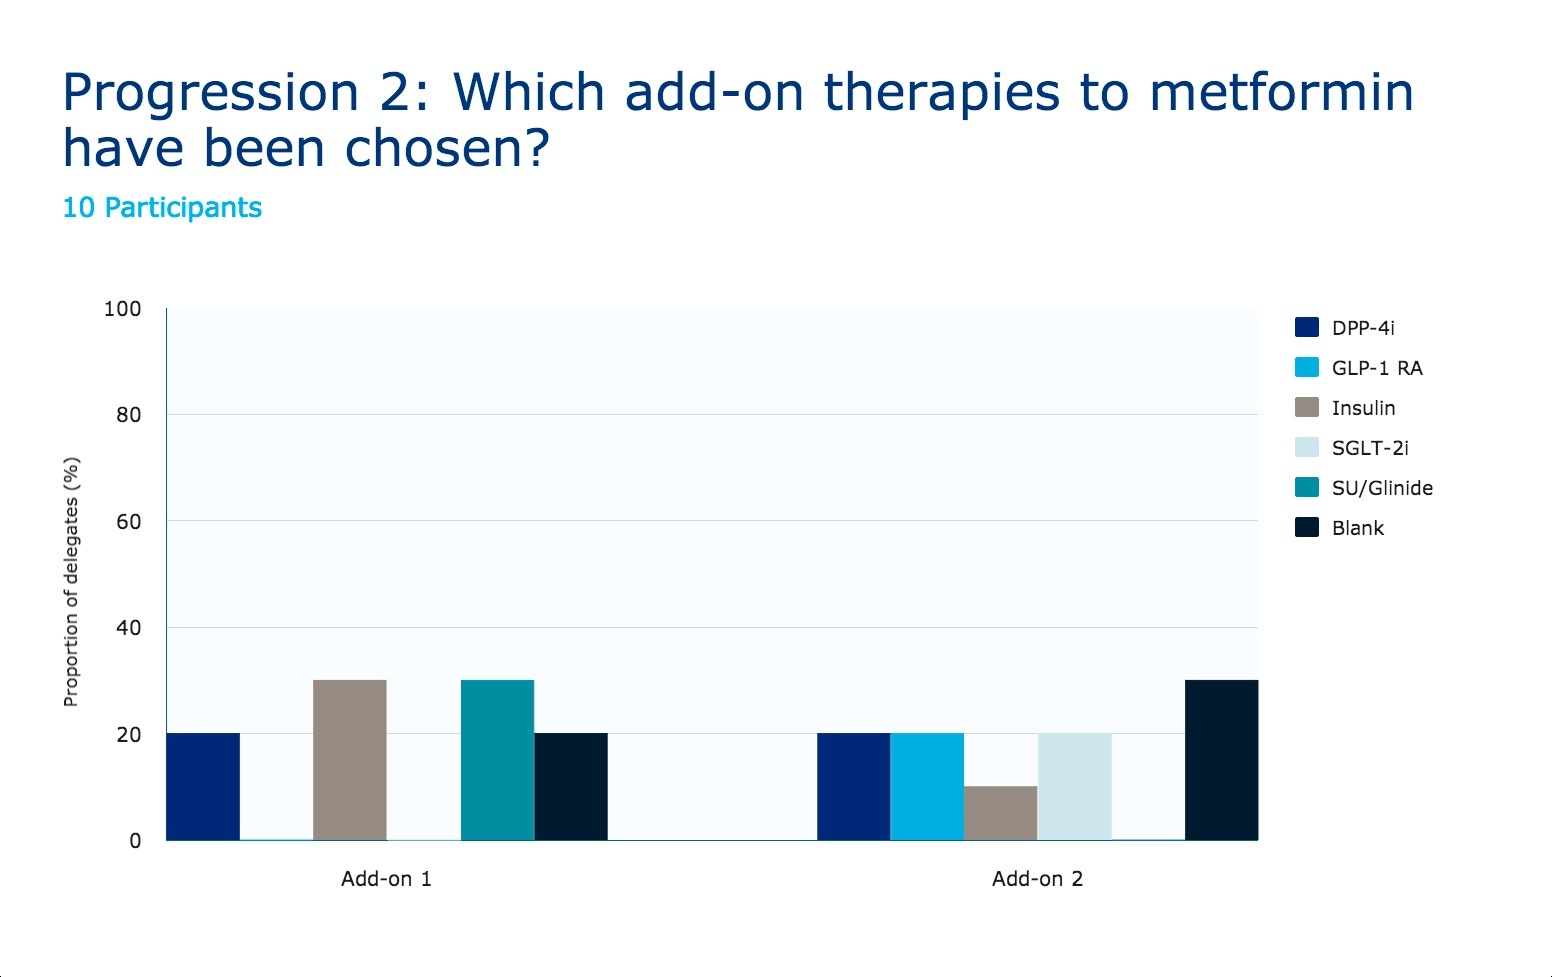 Progression 2: Which add-on therapies to metformin
have been chosen?
10 Participants
Proportion of delegates (%)
100
80
60
40
20
0
Add-on 1
Add-on 2
DPP-4i
GLP-1 RA
Insulin
SGLT-2i
SU/Glinide
Blank